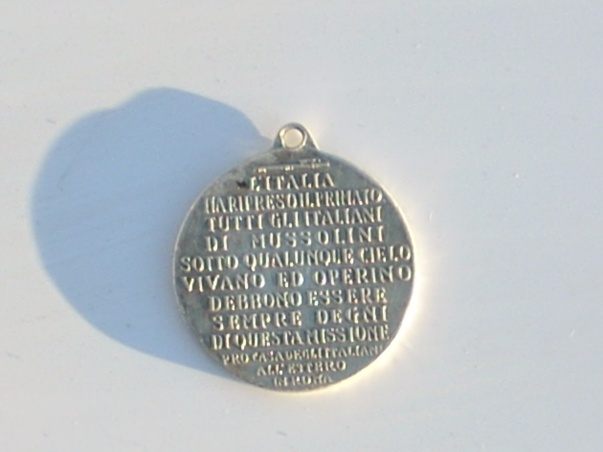 L'ITALIA
HA RIPRESO IL PRIMATO
TUTTI GLI ITALIANI
DI MUSSOLINI
SOTTO QUALUNQUE CIELO
VIVANO ED OPERINO
DEBBONO ESSERE
SEMPRE DEGNI
DI QUESTA MISSIONE
PRO CASA DEGLI ITALIANI
ALL'ESTERO
IN ROMA